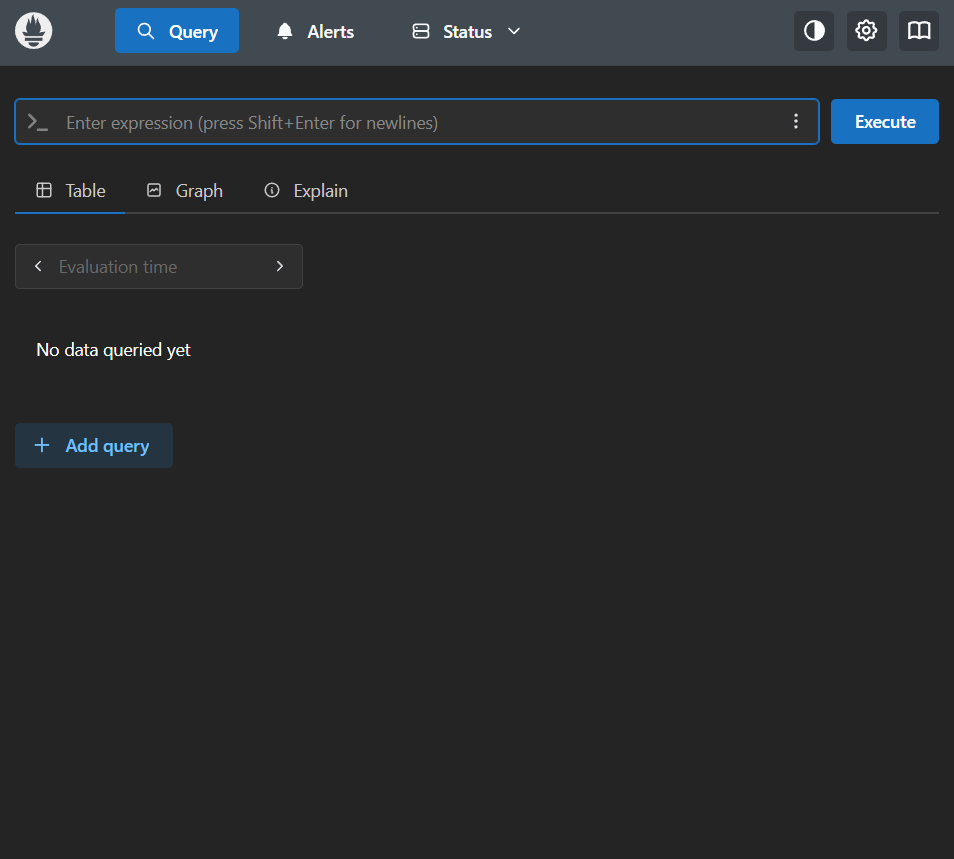 Query Alerts Status
Enter expression (press Shift+Enter for newlines) Execute
Table Graph Explain
Evaluation time
No data queried yet
Add query